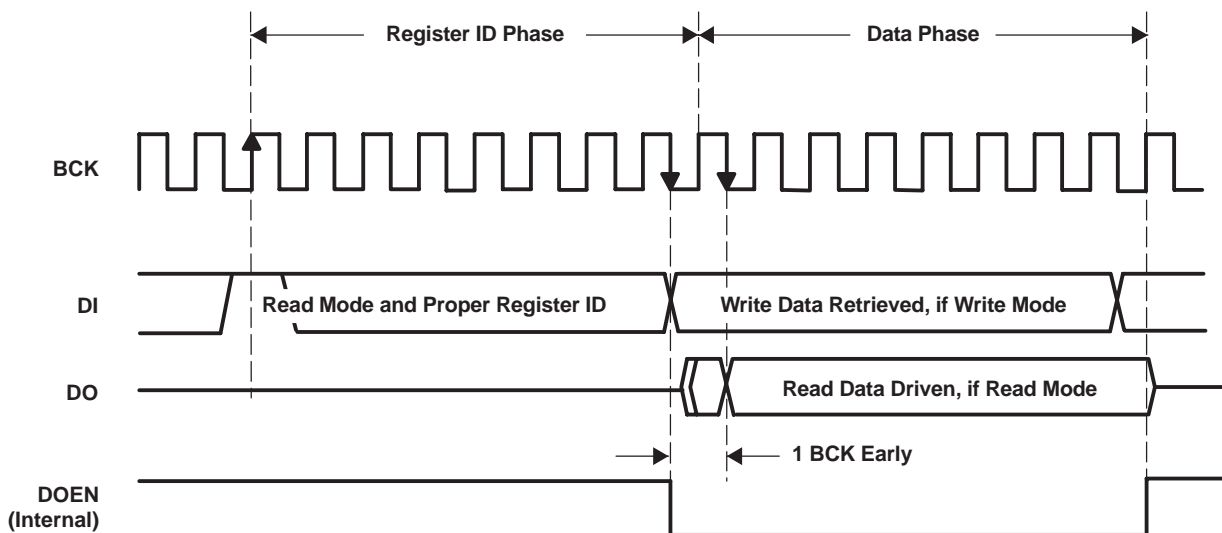 Register ID Phase
Data Phase
BCK
DI
Read Mode and Proper Register ID
Write Data Retrieved, if Write Mode
DO
Read Data Driven, if Read Mode
1 BCK Early
DOEN
(Internal)